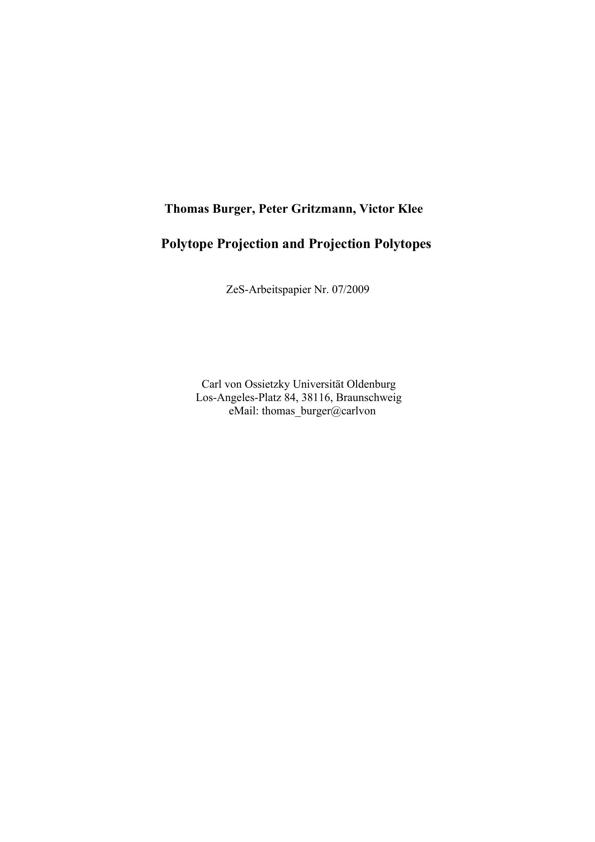 Thomas Burger, Peter Gritzmann, Victor Klee
Polytope Projection and Projection Polytopes
ZeS-Arbeitspapier Nr. 07/2009
Carl von Ossietzky Universität Oldenburg
Los-Angeles-Platz 84, 38116, Braunschweig
eMail: thomas_burger@carlvon